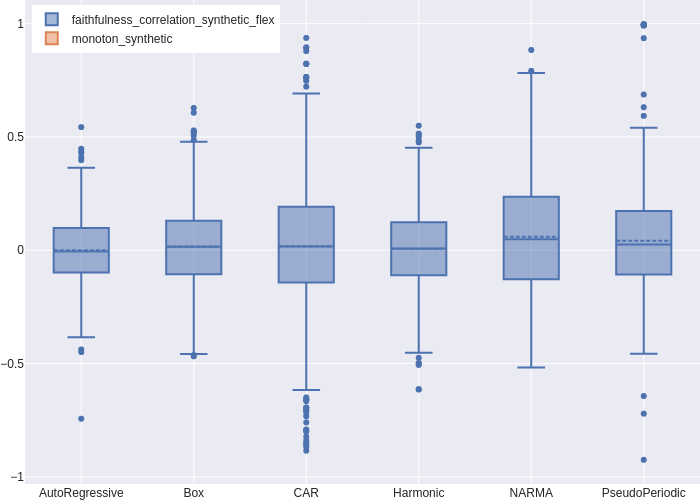 faithfulness_correlation_synthetic_flex
monoton_synthetic
1
0.5
0
−0.5
−1
AutoRegressive
Box
CAR
Harmonic
NARMA
PseudoPeriodic